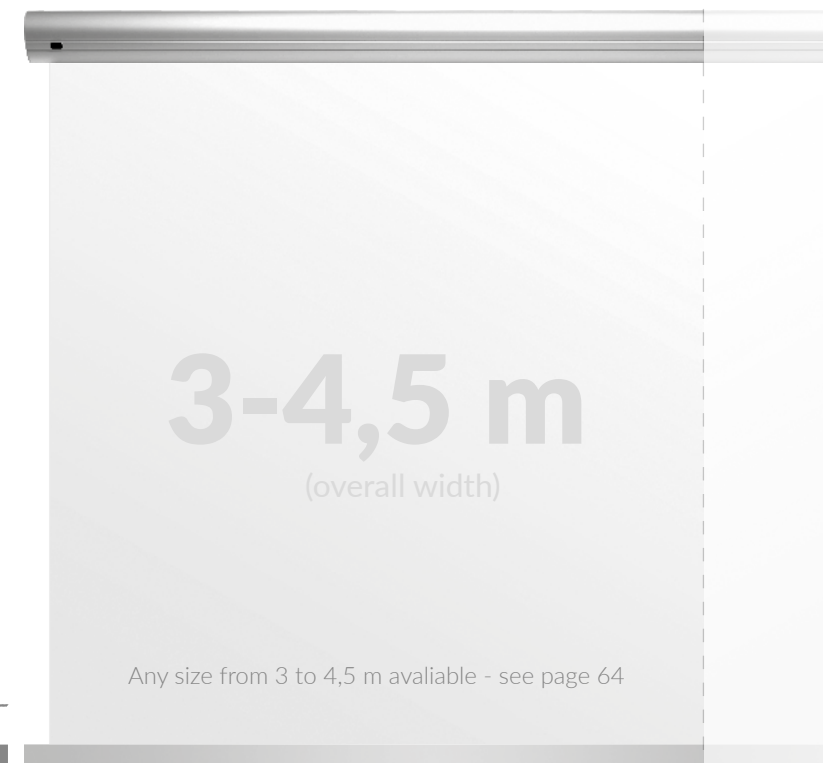 3-4,5 m
(overall width)
Any size from 3 to 4,5 m avaliable - see page 64